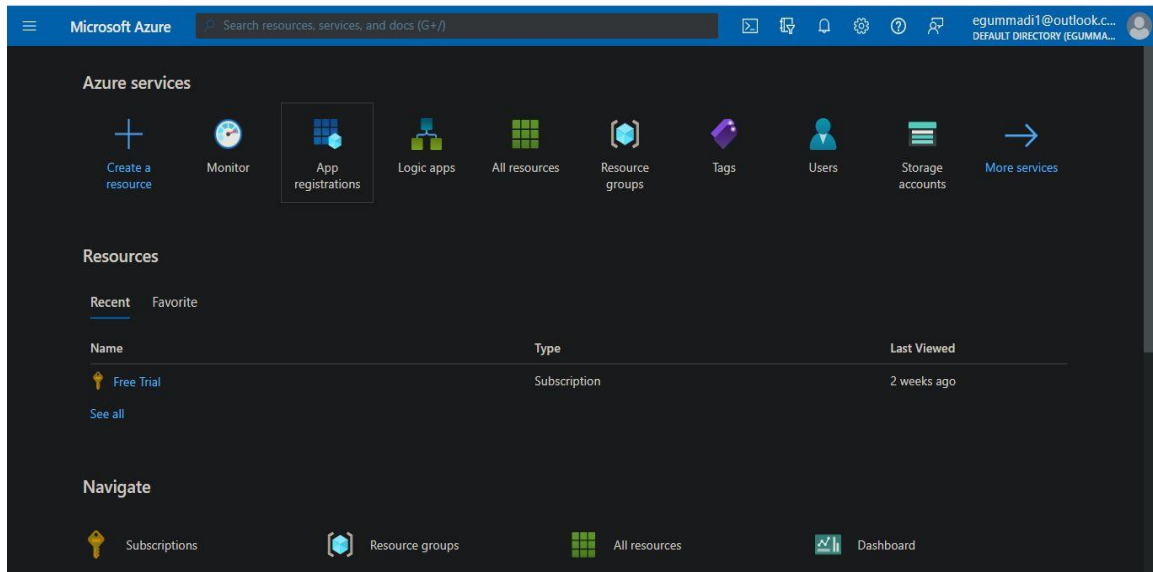 Microsoft Azure
Search resources, services, and docs (G+/)
egummadi1@outlook.c...
DEFAULT DIRECTORY (EGUMMA...
Azure services
Create a resource
Monitor
App registrations
Logic apps
All resources
Resource groups
Tags
Users
Storage accounts
More services
Resources
Recent Favorite
Name Type Last Viewed
Free Trial Subscription 2 weeks ago
See all
Navigate
Subscriptions Resource groups All resources Dashboard